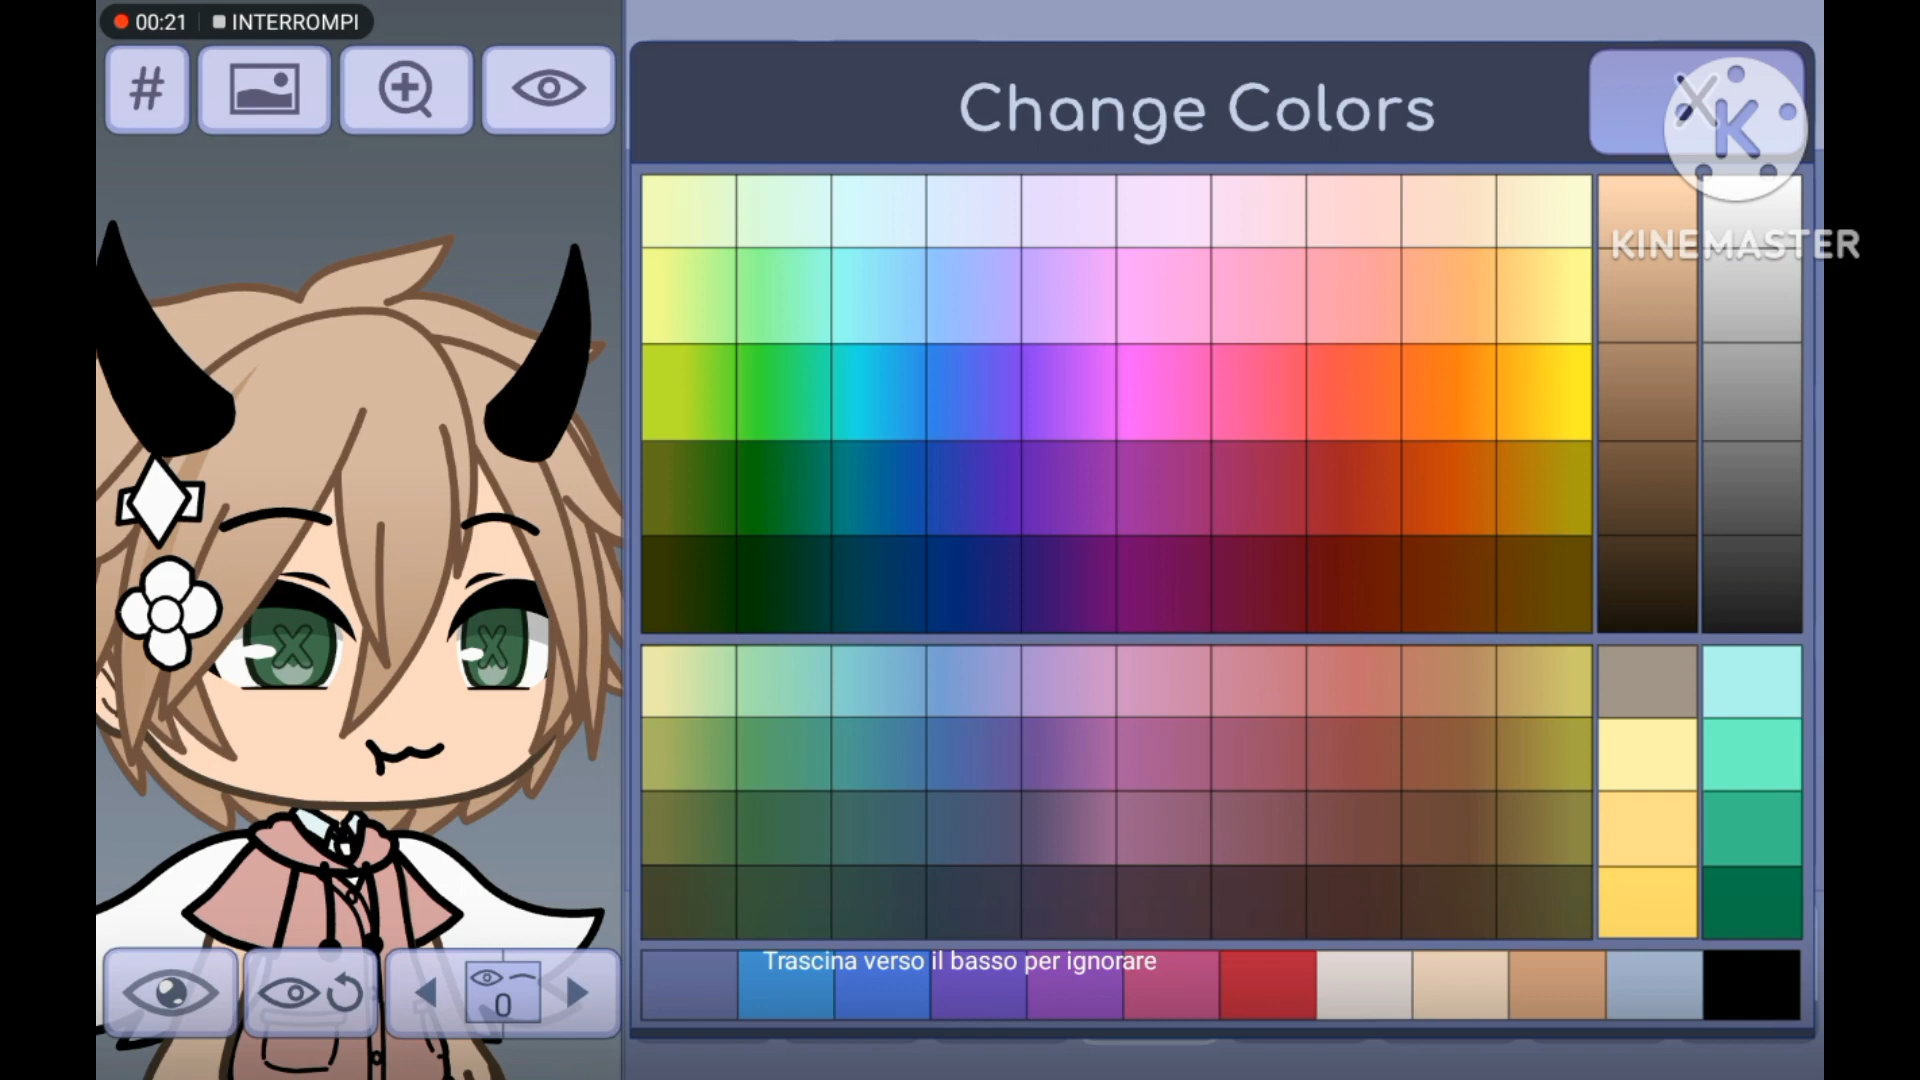 00:21 INTERROMPI
#
Change Colors
X
K
KINEMASTER
Trascina verso il basso per ignorare
0